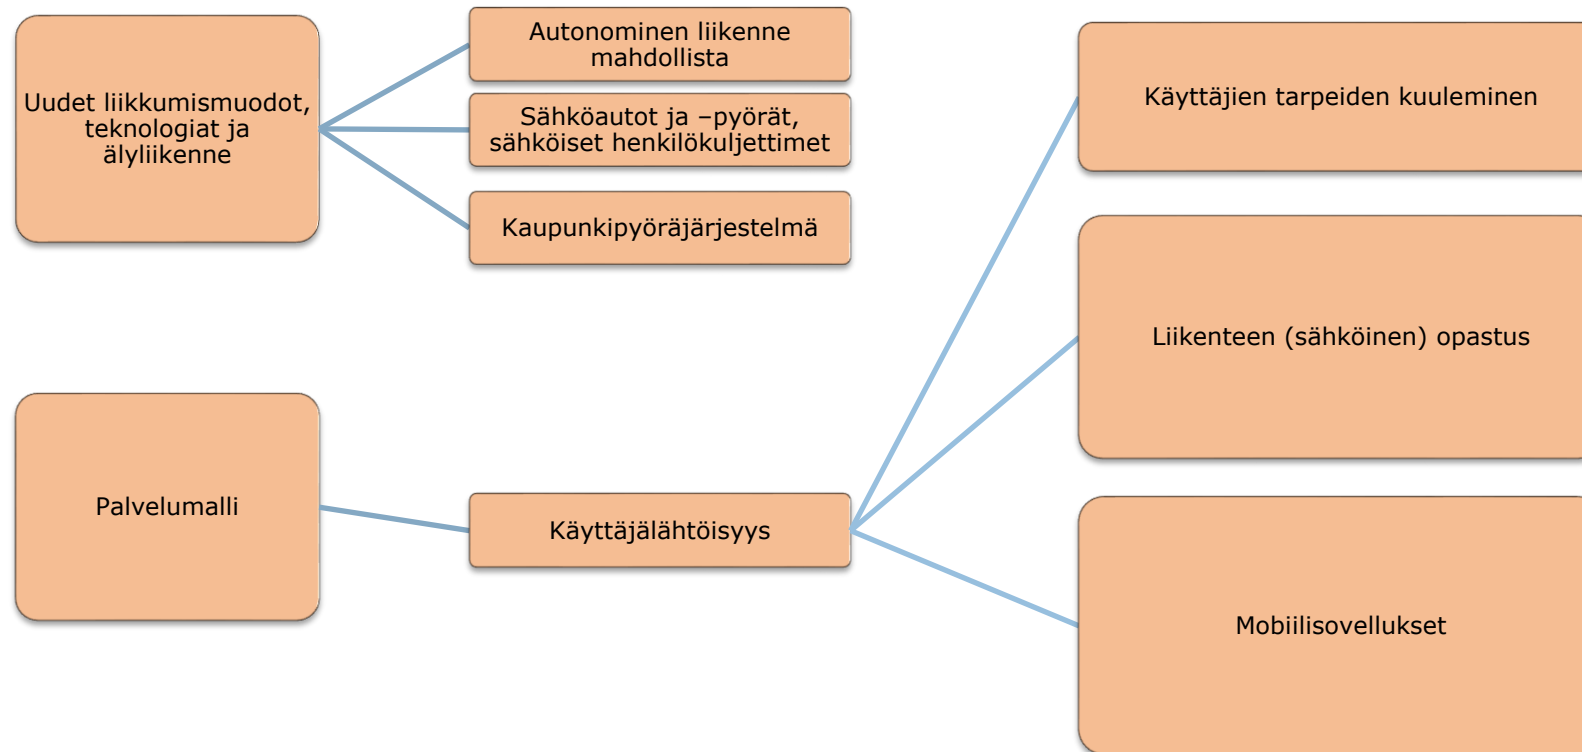 Uudet liikkumismuodot,
teknologiat ja
älyliikenne
Autonominen liikenne
mahdollista
Sähköautot ja –pyörät,
sähköiset henkilökuljettimet
Kaupunkipyöräjärjestelmä
Palvelumalli
Käyttäjälähtöisyys
Käyttäjien tarpeiden kuuleminen
Liikenteen (sähköinen) opastus
Mobiilisovellukset